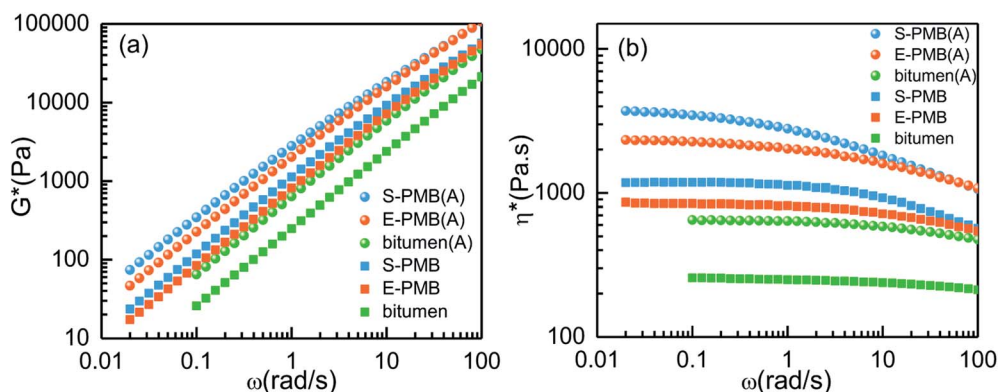 (a)
G*(Pa)
100000
10000
1000
100
10
0.01
0.1
1
10
100
ω(rad/s)
S-PMB(A)
E-PMB(A)
bitumen(A)
S-PMB
E-PMB
bitumen
(b)
η*(Pa.s)
10000
1000
100
0.01
0.1
1
10
100
ω(rad/s)
S-PMB(A)
E-PMB(A)
bitumen(A)
S-PMB
E-PMB
bitumen